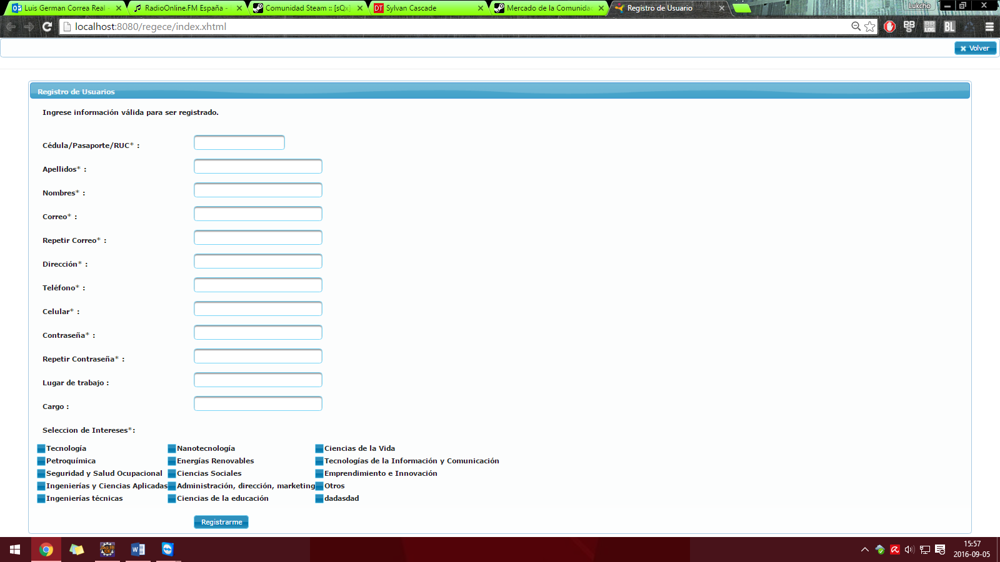 Luis German Correa Real -
RadioOnline.FM España -
Comunidad Steam :: [sQx]
DT Sylvan Cascade
Mercado de la Comunidad
Registro de Usuario
Lukcho
localhost:8080/regece/index.xhtml
BL
Volver
Registro de Usuarios
Ingrese información válida para ser registrado.
Cédula/Pasaporte/RUC* :
Apellidos* :
Nombres* :
Correo* :
Repetir Correo* :
Dirección* :
Teléfono* :
Celular* :
Contraseña* :
Repetir Contraseña* :
Lugar de trabajo :
Cargo :
Seleccion de Intereses*:
Tecnología Nanotecnología Ciencias de la Vida
Petroquímica Energías Renovables Tecnologías de la Información y Comunicación
Seguridad y Salud Ocupacional Ciencias Sociales Emprendimiento e Innovación
Ingenierías y Ciencias Aplicadas Administración, dirección, marketing Otros
Ingenierías técnicas Ciencias de la educación dadasdad
Registrarme
15:57
2016-09-05